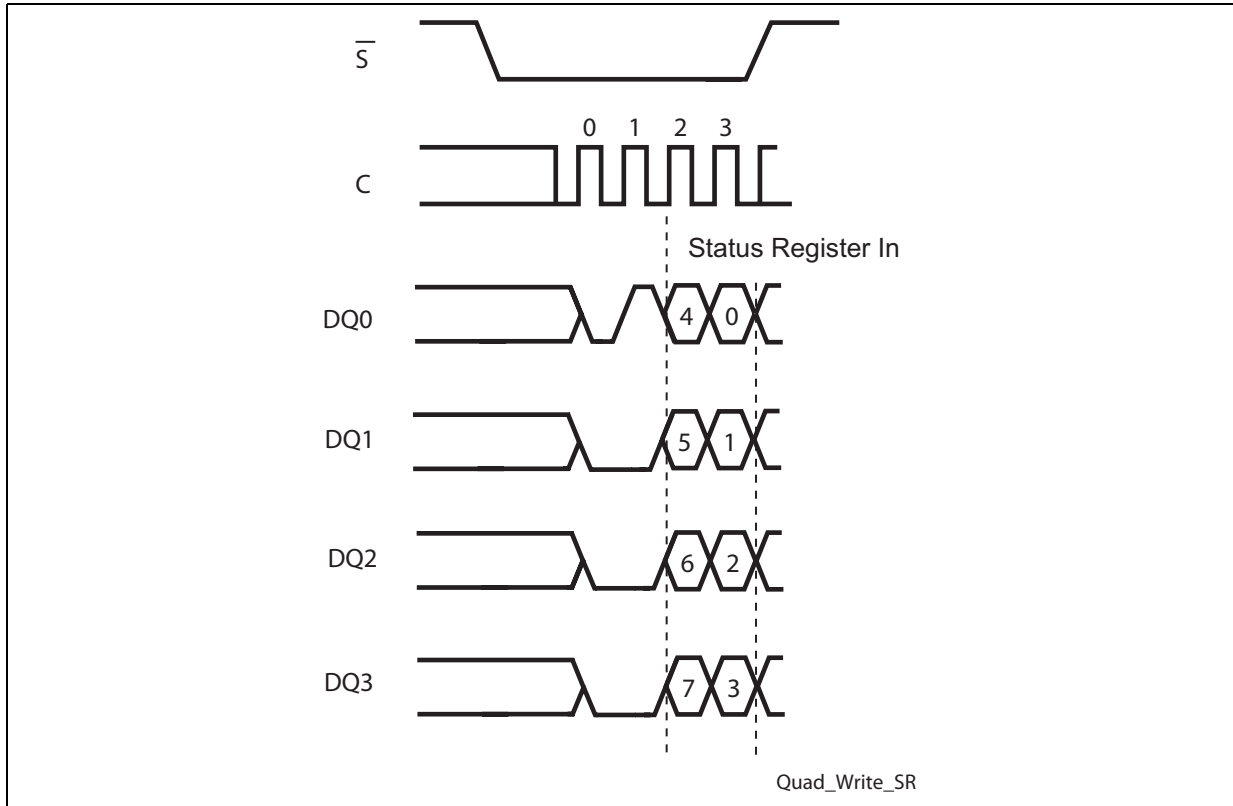 S̅
0 1 2 3
C
Status Register In
DQ0 4 0
DQ1 5 1
DQ2 6 2
DQ3 7 3
Quad_Write_SR